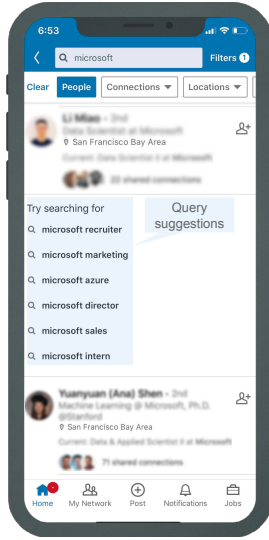 6:53
microsoft
Filters 1
Clear
People
Connections
Locations
Li Miao - 2nd
Data Scientist at Microsoft
San Francisco Bay Area
Current: Data Scientist II at Microsoft
22 shared connections
Try searching for
Query
suggestions
microsoft recruiter
microsoft marketing
microsoft azure
microsoft director
microsoft sales
microsoft intern
Yuanyuan (Ana) Shen - 2nd
Machine Learning @ Microsoft, Ph.D.
@Stanford
San Francisco Bay Area
Current: Data & Applied Scientist II at Microsoft
71 shared connections
Home
My Network
Post
Notifications
Jobs